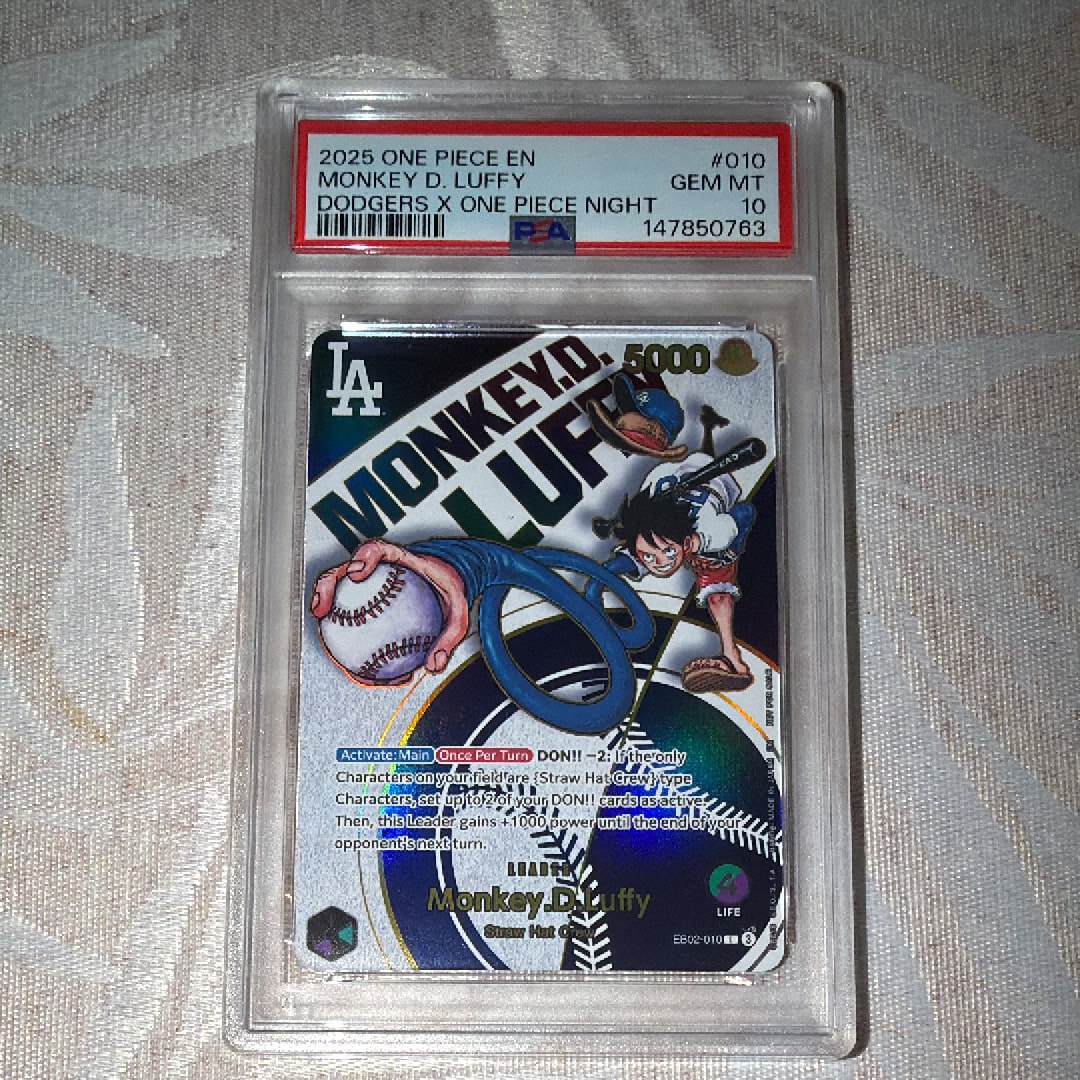 2025 ONE PIECE EN #010
MONKEY D. LUFFY GEM MT
DODGERS X ONE PIECE NIGHT 10
PSA 147850763
LA
5000
MONKEY.D.
LUFFY
Activate: Main Once Per Turn DON!! −2: If the only
Characters on your field are {Straw Hat Crew} type
Characters, set up to 2 of your DON!! cards as active.
Then, this Leader gains +1000 power until the end of your
opponent's next turn.
LEADER
Monkey.D.Luffy
Straw Hat Crew
4
LIFE
EB02-010 L 3